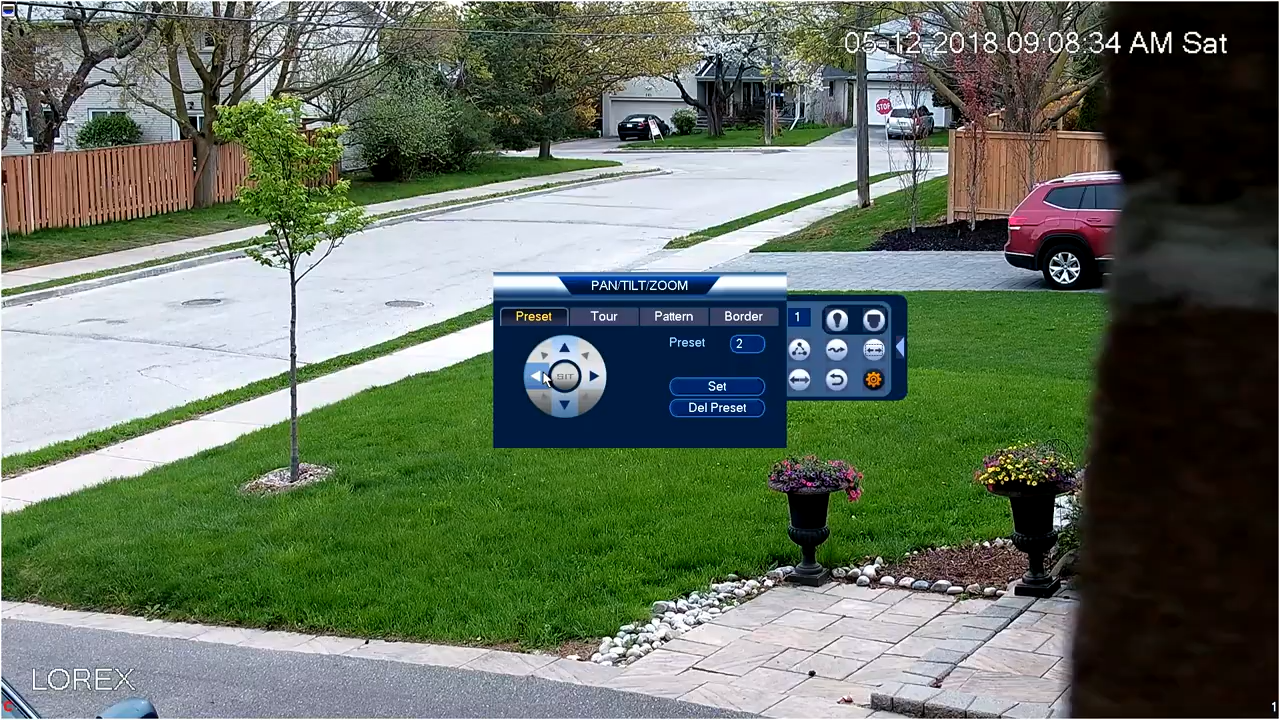 05-12-2018 09:08:34 AM Sat
STOP
PAN/TILT/ZOOM
Preset Tour Pattern Border
1
Preset 2
SIT
Set
Del Preset
LOREX
C
1